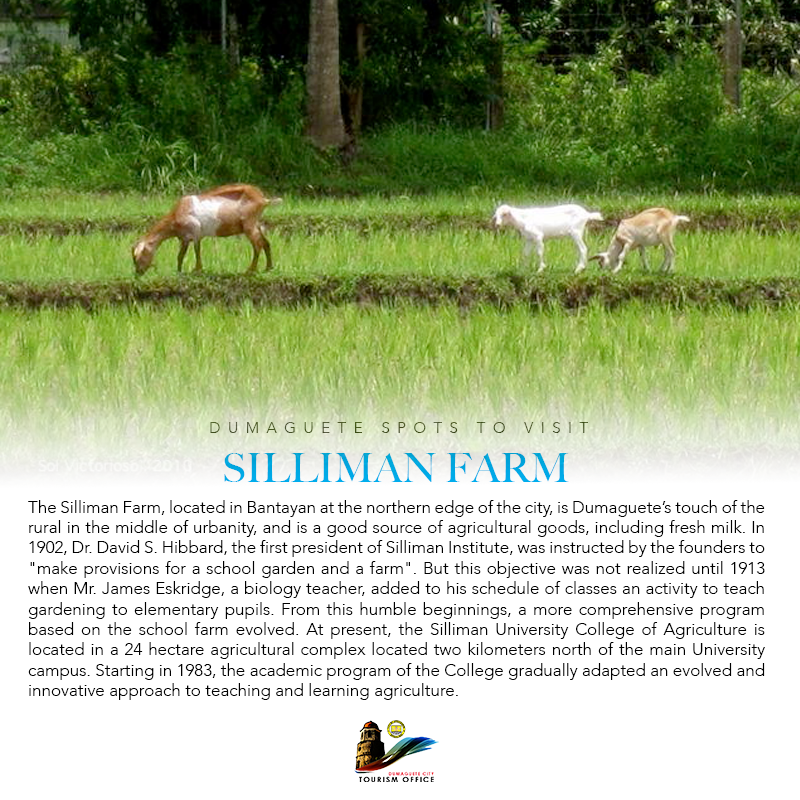 DUMAGUETE SPOTS TO VISIT
Sol Victorioso 2010
SILLIMAN FARM
The Silliman Farm, located in Bantayan at the northern edge of the city, is Dumaguete's touch of the
rural in the middle of urbanity, and is a good source of agricultural goods, including fresh milk. In
1902, Dr. David S. Hibbard, the first president of Silliman Institute, was instructed by the founders to
"make provisions for a school garden and a farm". But this objective was not realized until 1913
when Mr. James Eskridge, a biology teacher, added to his schedule of classes an activity to teach
gardening to elementary pupils. From this humble beginnings, a more comprehensive program
based on the school farm evolved. At present, the Silliman University College of Agriculture is
located in a 24 hectare agricultural complex located two kilometers north of the main University
campus. Starting in 1983, the academic program of the College gradually adapted an evolved and
innovative approach to teaching and learning agriculture.
DUMAGUETE CITY
TOURISM OFFICE